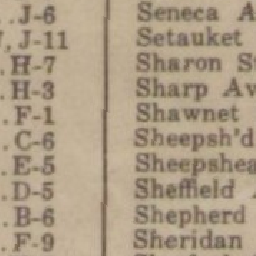 ..J-6
J-11
.H-7
.H-3
.F-1
.C-6
.E-5
.D-5
.B-6
.F-9
Seneca A
Setauket
Sharon S
Sharp Av
Shawnet
Sheepsh'd
Sheepshea
Sheffield
Shepherd
Sheridan